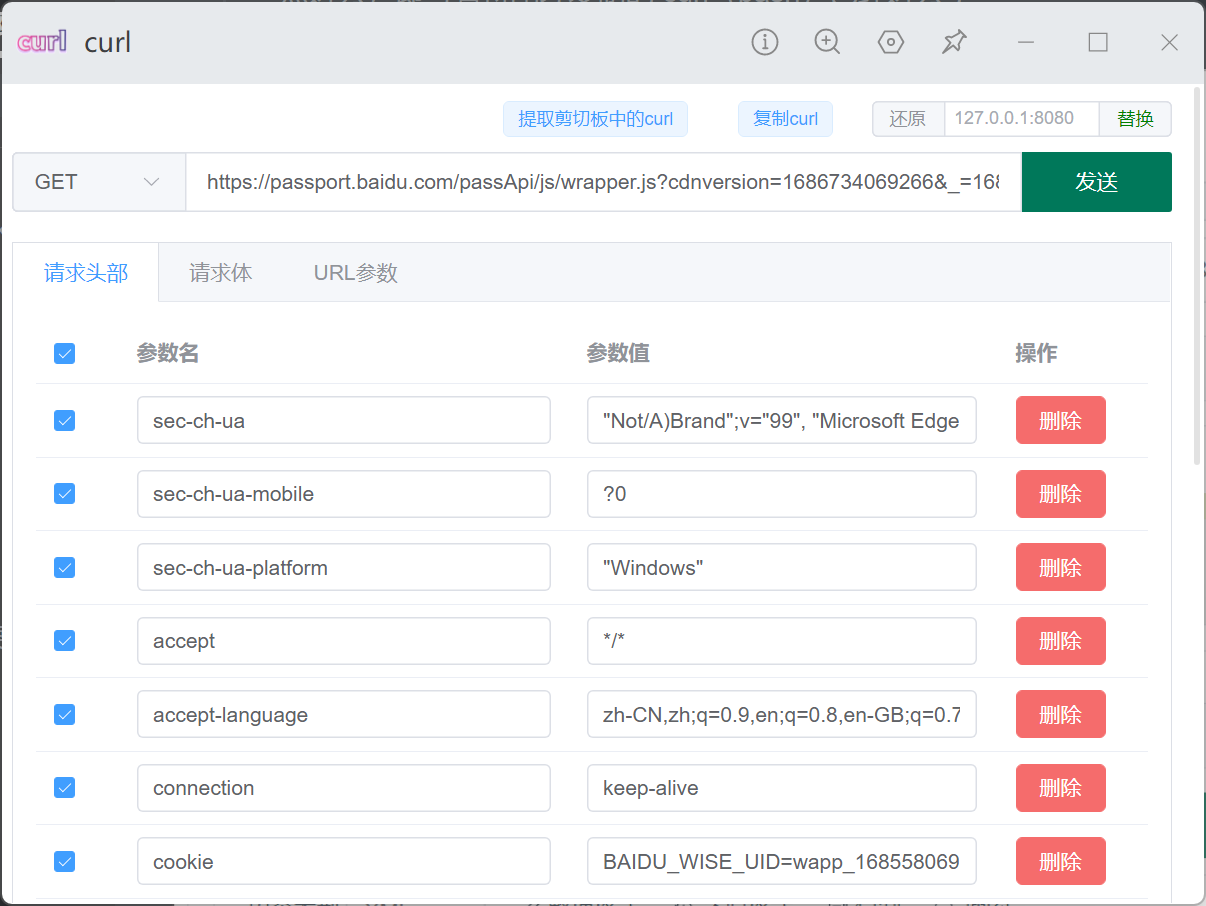 curl curl
提取剪切板中的curl 复制curl 还原 127.0.0.1:8080 替换
GET https://passport.baidu.com/passApi/js/wrapper.js?cdnversion=1686734069266&_=168 发送
请求头部 请求体 URL参数
参数名 参数值 操作
sec-ch-ua "Not/A)Brand";v="99", "Microsoft Edge 删除
sec-ch-ua-mobile ?0 删除
sec-ch-ua-platform "Windows" 删除
accept */* 删除
accept-language zh-CN,zh;q=0.9,en;q=0.8,en-GB;q=0.7 删除
connection keep-alive 删除
cookie BAIDU_WISE_UID=wapp_168558069 删除